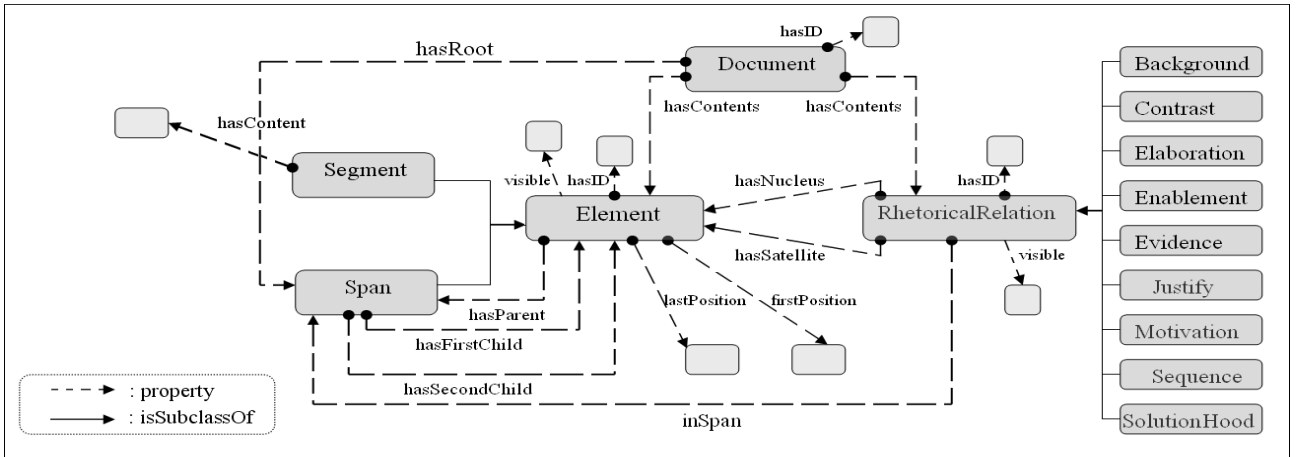 hasID
hasRoot
Document
Background
hasContents
hasContents
Contrast
hasContent
Segment
Elaboration
visible
hasID
hasNucleus
hasID
Enablement
Element
RhetoricalRelation
Evidence
hasSatellite
visible
Span
Justify
lastPosition
firstPosition
hasParent
Motivation
hasFirstChild
Sequence
hasSecondChild
: property
: isSubclassOf
inSpan
SolutionHood